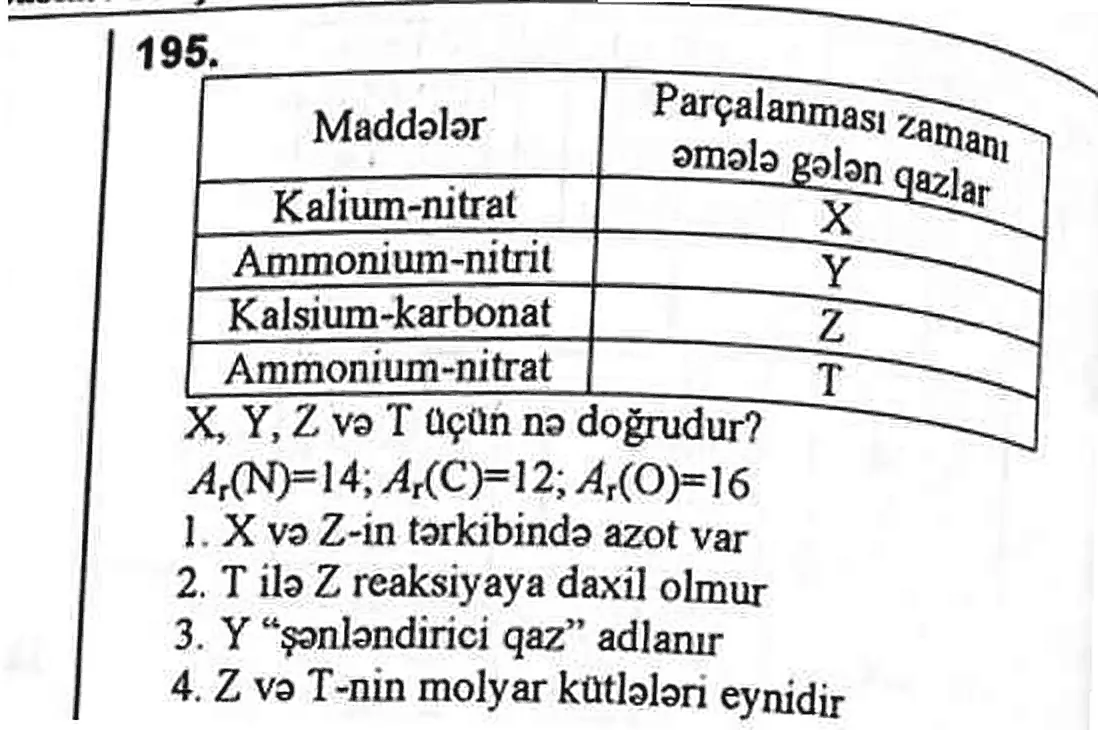 195.
Maddələr
Parçalanması zamanı
əmələ gələn qazlar
Kalium-nitrat X
Ammonium-nitrit Y
Kalsium-karbonat Z
Ammonium-nitrat T
X, Y, Z və T üçün nə doğrudur?
Aᵣ(N)=14; Aᵣ(C)=12; Aᵣ(O)=16
1. X və Z-in tərkibində azot var
2. T ilə Z reaksiyaya daxil olmur
3. Y “şənləndirici qaz” adlanır
4. Z və T-nin molyar kütlələri eynidir